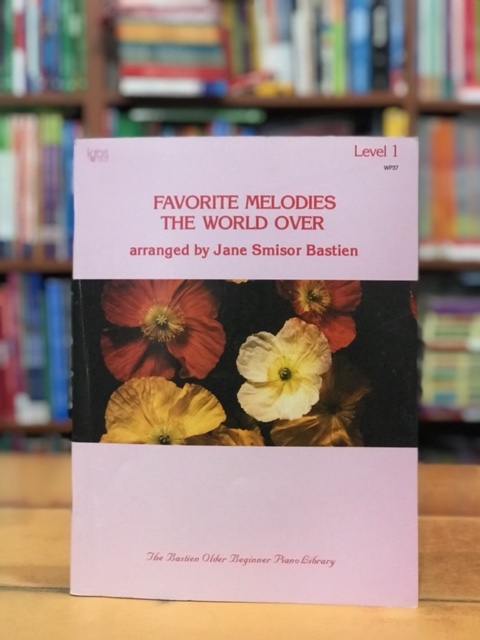 Level 1
WP37
FAVORITE MELODIES
THE WORLD OVER
arranged by Jane Smisor Bastien
The Bastien Older Beginner Piano Library